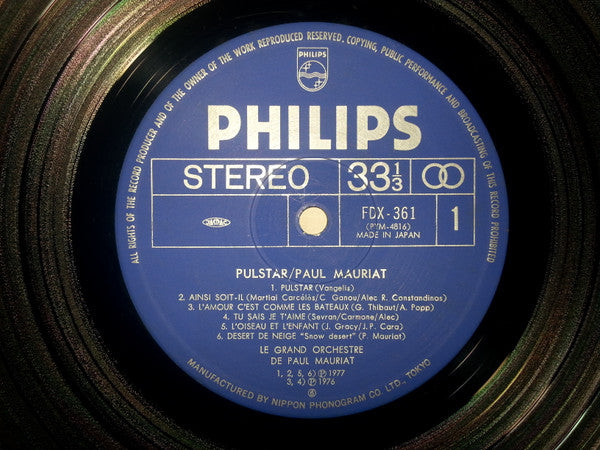 ALL RIGHTS OF THE RECORD PRODUCER AND OF THE OWNER OF THE WORK REPRODUCED RESERVED. COPYING, PUBLIC PERFORMANCE AND BROADCASTING OF THIS RECORD PROHIBITED
PHILIPS
PHILIPS
STEREO 33 1/3
FDX-361 1
MADE IN JAPAN
PULSTAR/PAUL MAURIAT
1. PULSTAR (Vangelis)
2. AINSI SOIT-IL (Martial Carcélès/C Ganou/Alec R. Constandinos)
3. L'AMOUR C'EST COMME LES BATEAUX (G. Thibaut/A. Popp)
4. TU SAIS JE T'AIME (Sevran/Carmone/Alec)
5. L'OISEAU ET L'ENFANT (J. Gracy/J.P. Cara)
6. DESERT DE NEIGE "Snow desert" (P. Mauriat)
LE GRAND ORCHESTRE
DE PAUL MAURIAT
1, 2, 5, 6) Ⓟ 1977
3, 4) Ⓟ 1976
MANUFACTURED BY NIPPON PHONOGRAM CO. LTD., TOKYO